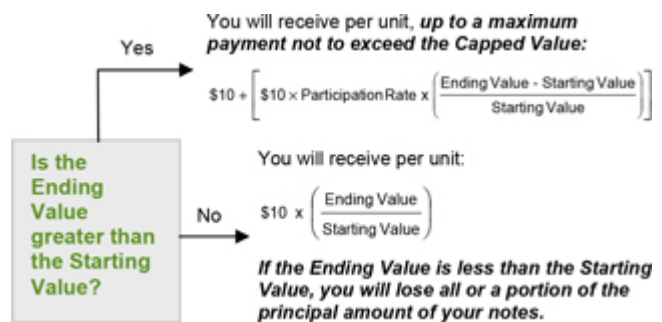 You will receive per unit, up to a maximum
Yes
payment not to exceed the Capped Value:
$10 + [ $10 × Participation Rate x ( Ending Value - Starting Value
Starting Value ) ]
Is the
Ending
Value
greater than
the Starting
Value?
You will receive per unit:
No
$10 x ( Ending Value
Starting Value )
If the Ending Value is less than the Starting
Value, you will lose all or a portion of the
principal amount of your notes.